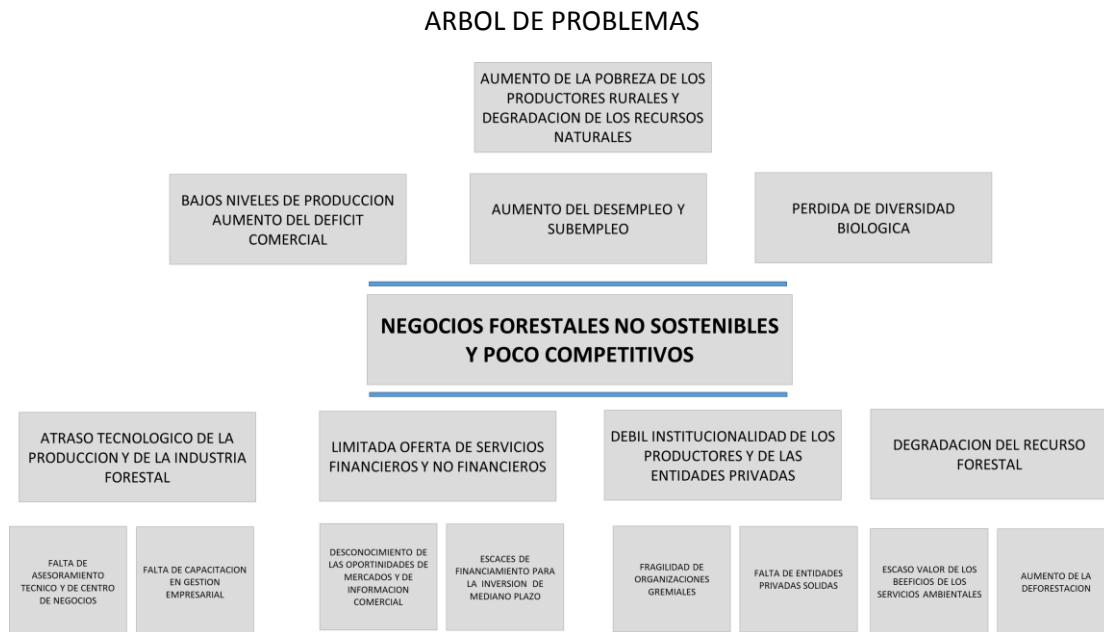 ARBOL DE PROBLEMAS
AUMENTO DE LA POBREZA DE LOS
PRODUCTORES RURALES Y
DEGRADACION DE LOS RECURSOS
NATURALES
BAJOS NIVELES DE PRODUCCION
AUMENTO DEL DEFICIT
COMERCIAL
AUMENTO DEL DESEMPLEO Y
SUBEMPLEO
PERDIDA DE DIVERSIDAD
BIOLOGICA
NEGOCIOS FORESTALES NO SOSTENIBLES
Y POCO COMPETITIVOS
ATRASO TECNOLOGICO DE LA
PRODUCCION Y DE LA INDUSTRIA
FORESTAL
LIMITADA OFERTA DE SERVICIOS
FINANCIEROS Y NO FINANCIEROS
DEBIL INSTITUCIONALIDAD DE LOS
PRODUCTORES Y DE LAS
ENTIDADES PRIVADAS
DEGRADACION DEL RECURSO
FORESTAL
FALTA DE
ASESORAMIENTO
TECNICO Y DE CENTRO
DE NEGOCIOS
FALTA DE CAPACITACION
EN GESTION
EMPRESARIAL
DESCONOCIMIENTO DE
LAS OPORTINIDADES DE
MERCADOS Y DE
INFORMACION
COMERCIAL
ESCACES DE
FINANCIAMIENTO PARA
LA INVERSION DE
MEDIANO PLAZO
FRAGILIDAD DE
ORGANIZACIONES
GREMIALES
FALTA DE ENTIDADES
PRIVADAS SOLIDAS
ESCASO VALOR DE LOS
BEEFICIOS DE LOS
SERVICIOS AMBIENTALES
AUMENTO DE LA
DEFORESTACION